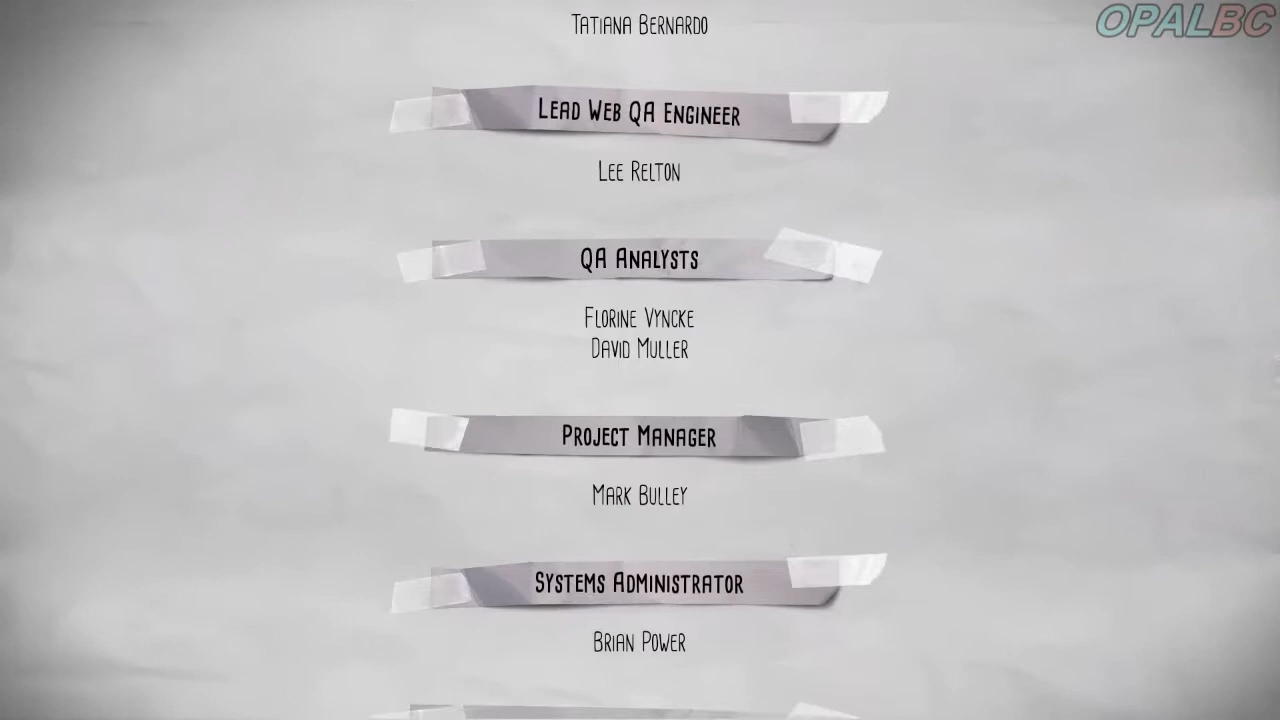 OPALBC
TATIANA BERNARDO
LEAD WEB QA ENGINEER
LEE RELTON
QA ANALYSTS
FLORINE VYNCKE
DAVID MULLER
PROJECT MANAGER
MARK BULLEY
SYSTEMS ADMINISTRATOR
BRIAN POWER